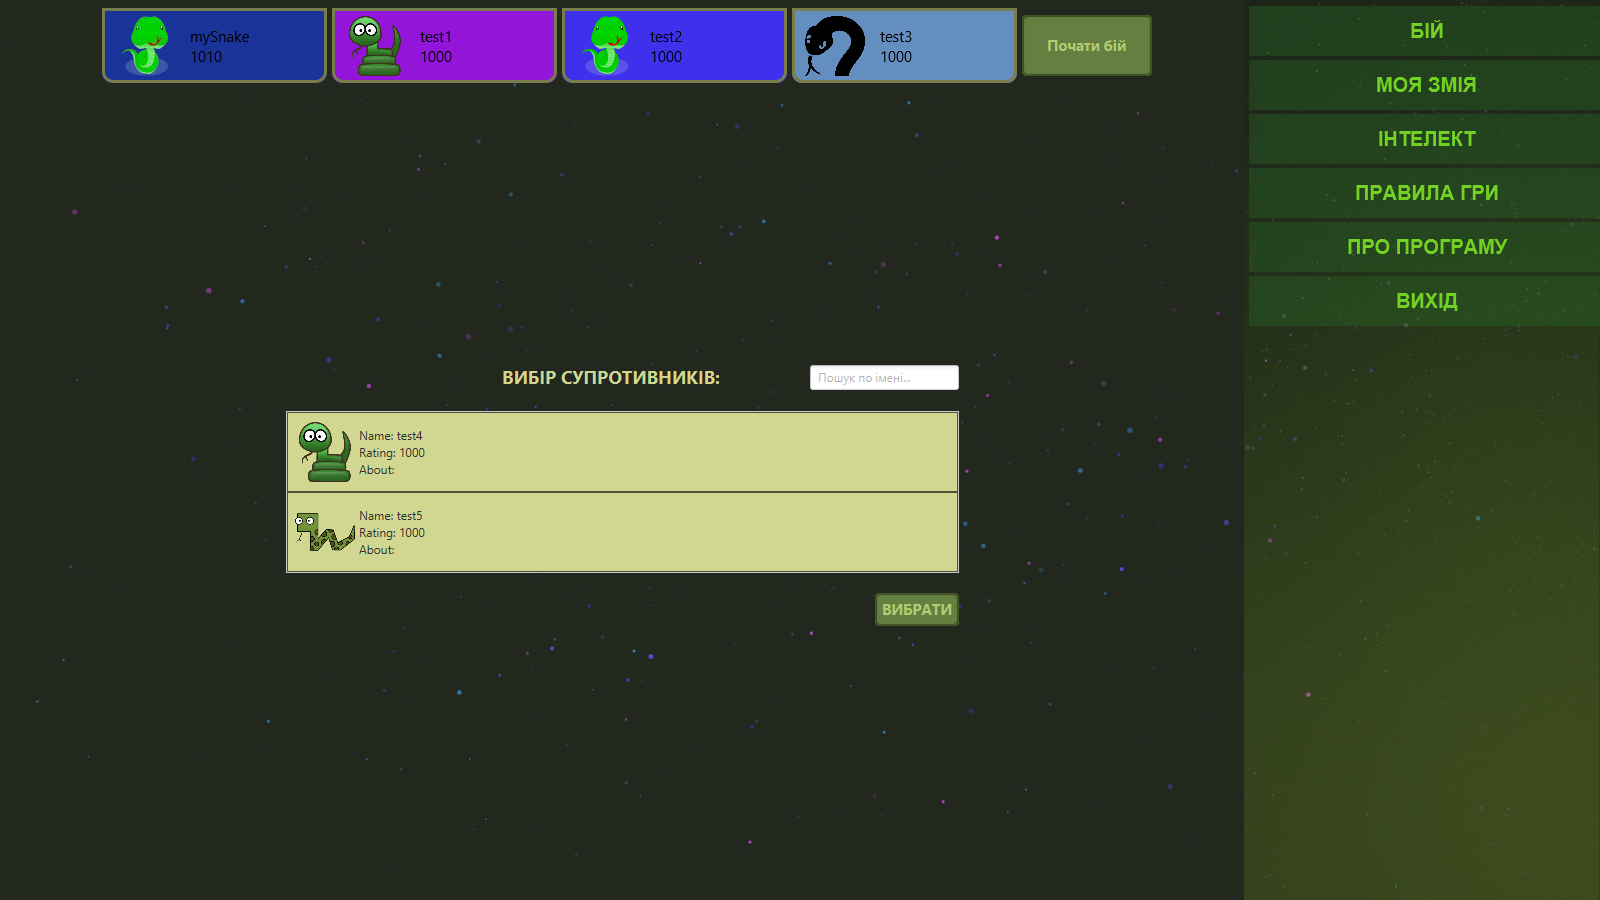 mySnake
1010
test1
1000
test2
1000
test3
1000
Почати бій
БІЙ
МОЯ ЗМІЯ
ІНТЕЛЕКТ
ПРАВИЛА ГРИ
ПРО ПРОГРАМУ
ВИХІД
ВИБІР СУПРОТИВНИКІВ:
Пошук по імені...
Name: test4
Rating: 1000
About:
Name: test5
Rating: 1000
About:
ВИБРАТИ